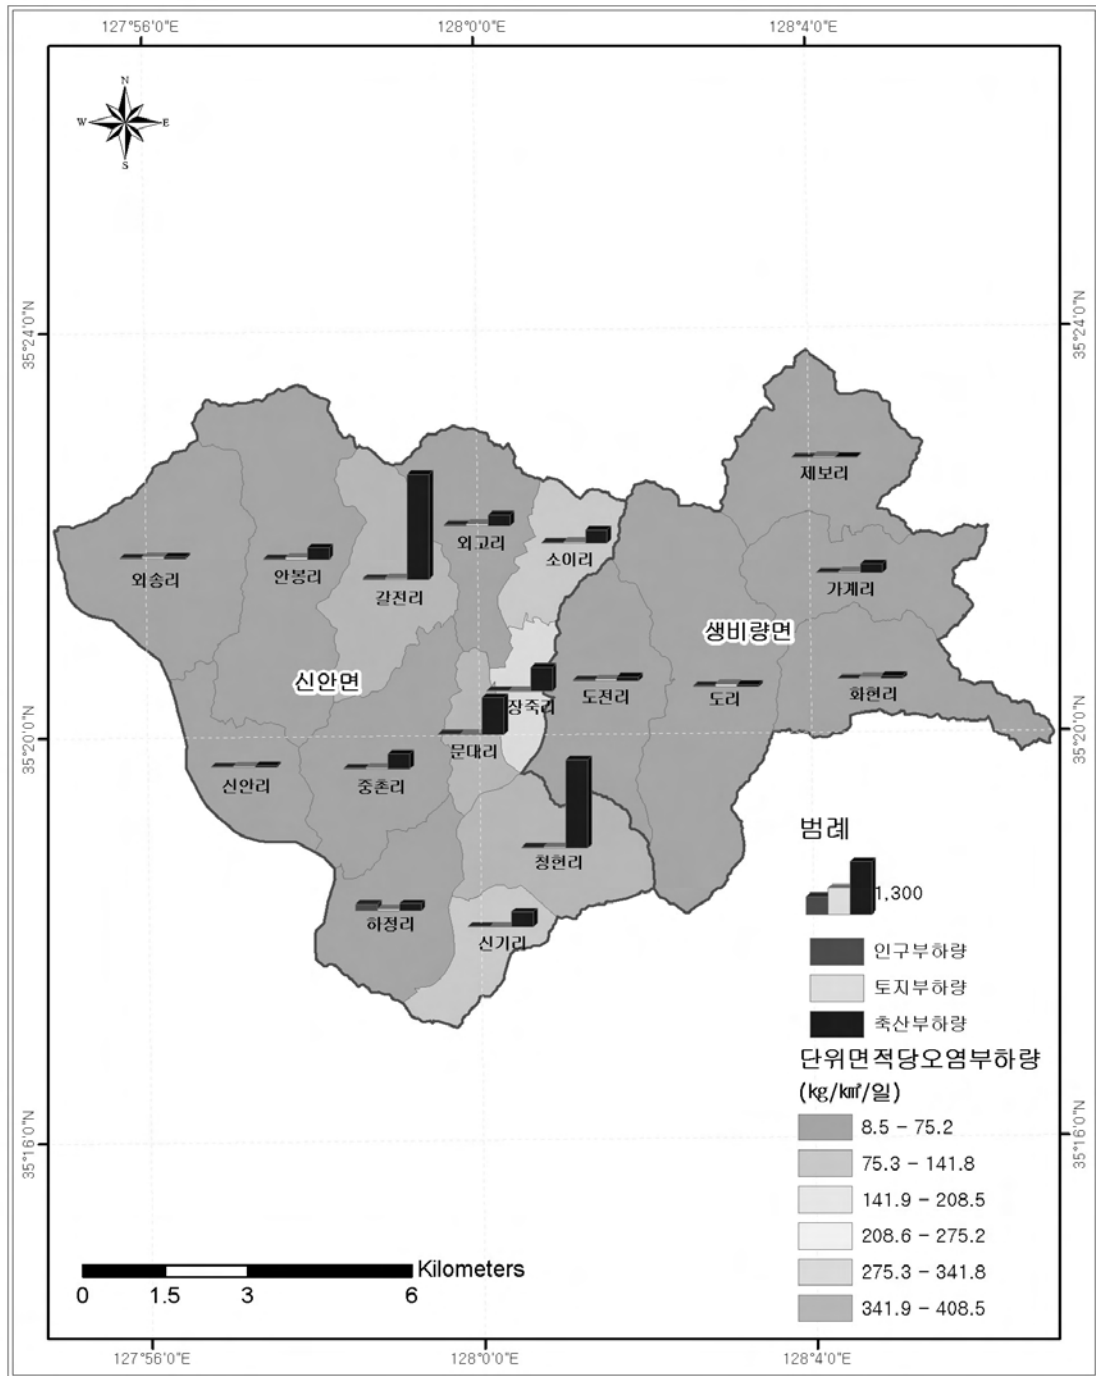 127°56'0"E 128°0'0"E 128°4'0"E
N
W E
S
35°24'0"N 35°24'0"N
제보리
외고리
소이리
외송리 안봉리
갈전리
가계리
생비량면
신안면
장죽리 도전리 도리 화현리
35°20'0"N 35°20'0"N
문대리
신안리 중촌리
청현리
하정리
신기리
범례
1,300
인구부하량
토지부하량
축산부하량
단위면적당오염부하량
(kg/㎢/일)
8.5 - 75.2
75.3 - 141.8
141.9 - 208.5
208.6 - 275.2
275.3 - 341.8
341.9 - 408.5
35°16'0"N 35°16'0"N
Kilometers
0 1.5 3 6
127°56'0"E 128°0'0"E 128°4'0"E